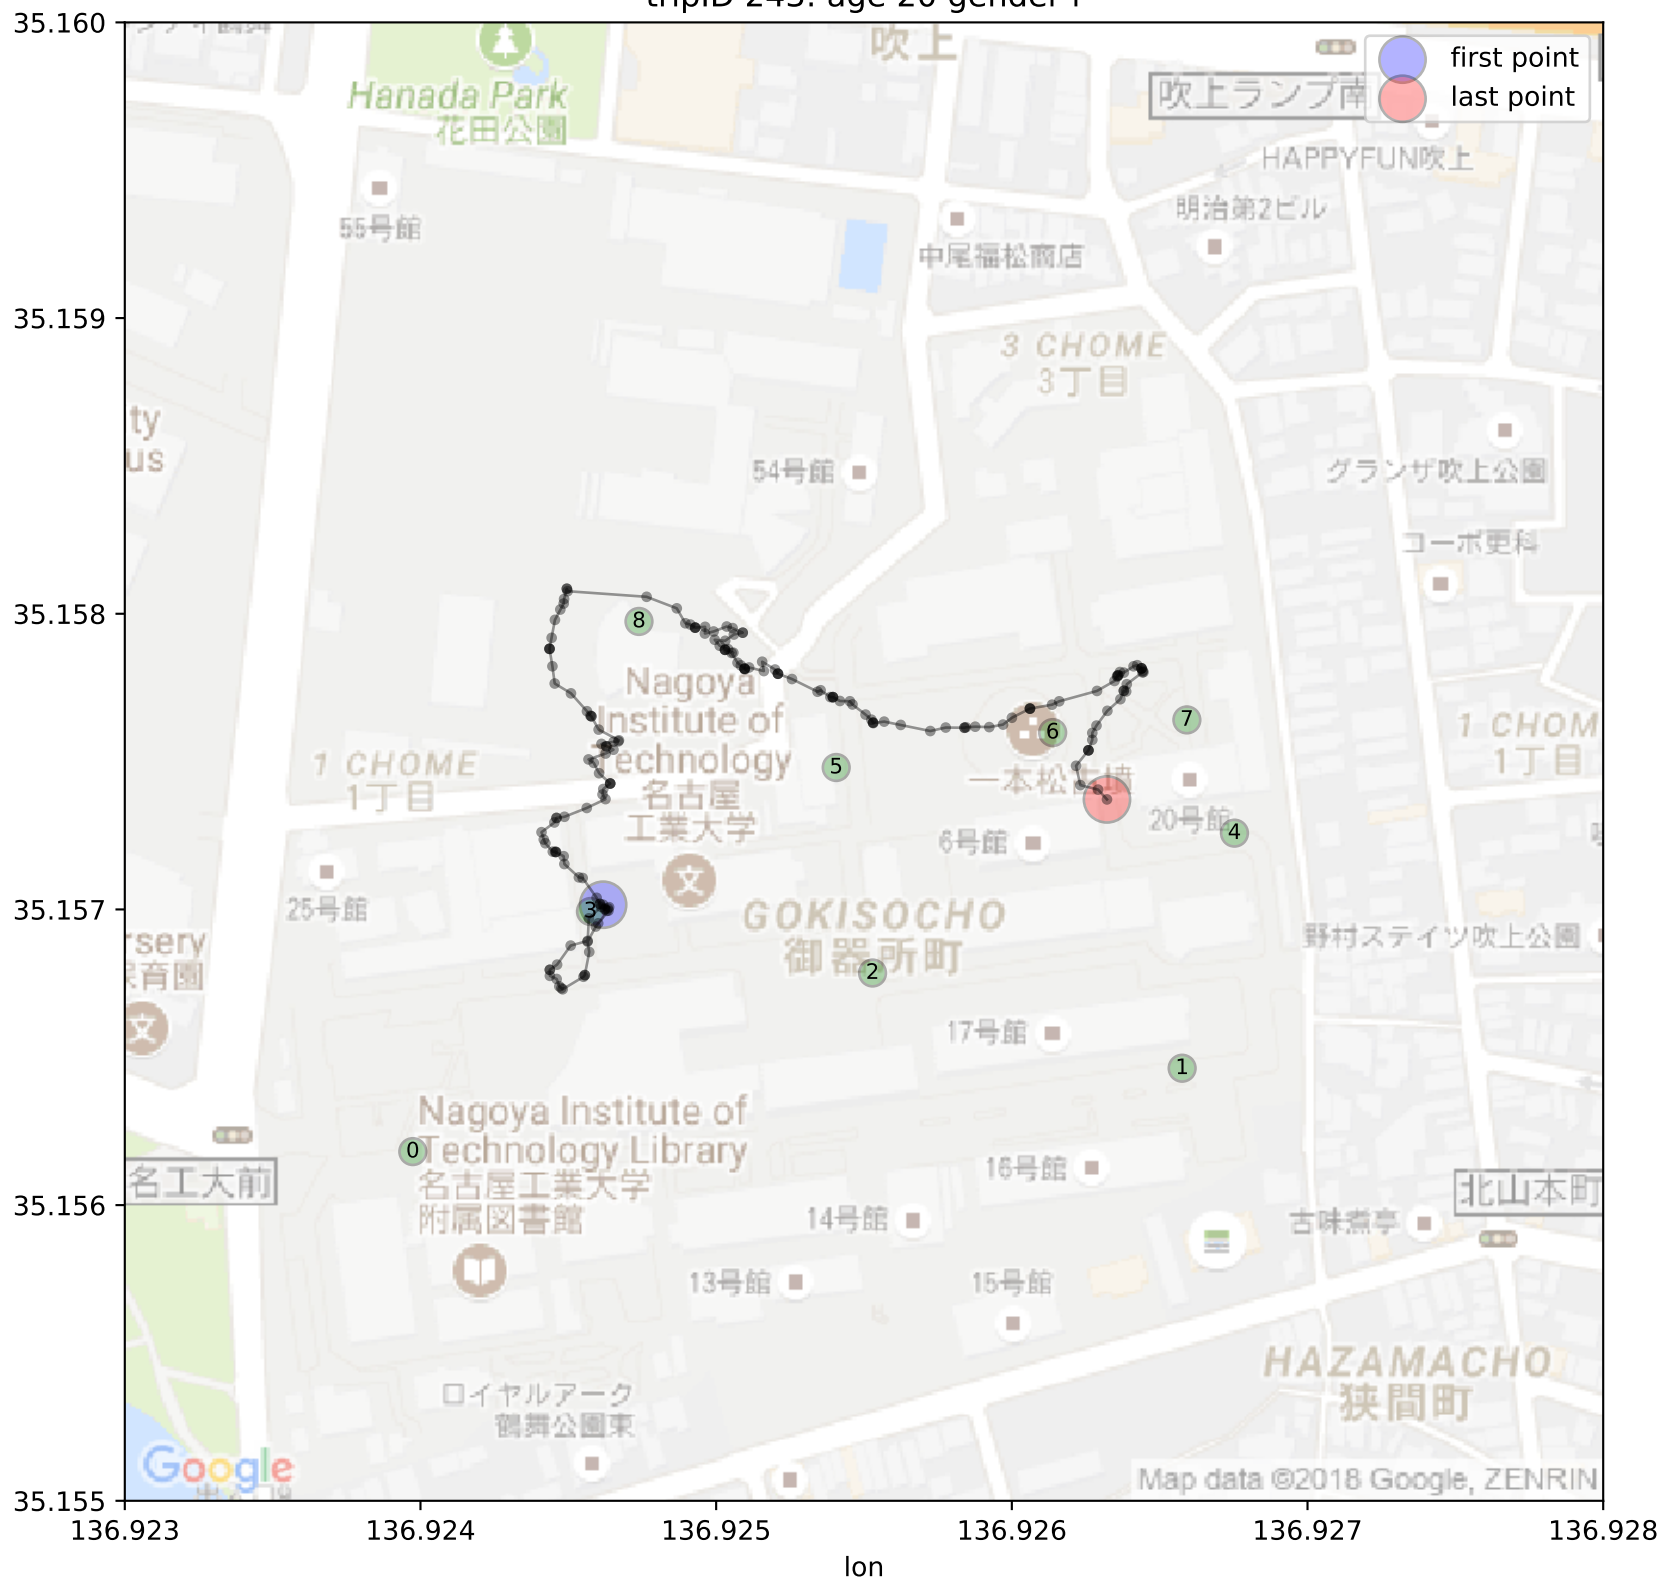 35.160
first point
last point
吹上
吹上ランプ南
Hanada Park
花田公園
HAPPYFUN吹上
明治第2ビル
55号館
中尾福松商店
35.159
3 CHOME
3丁目
ty
us
54号館
グランザ吹上公園
コーポ更科
35.158
8
Nagoya
Institute of
Technology
名古屋
工業大学
7
6
1 CHOM
1丁目
1 CHOME
1丁目
5
一本松古墳
20号館
4
6号館
35.157
25号館
3
GOKISOCHO
御器所町
rsery
育園
野村ステイツ吹上公園
2
17号館
1
Nagoya Institute of
Technology Library
名古屋工業大学
附属図書館
0
名工大前
16号館
北山本町
35.156
14号館
古味煮亭
13号館
15号館
HAZAMACHO
狭間町
ロイヤルアーク
鶴舞公園東
Google
Map data ©2018 Google, ZENRIN
35.155
136.923
136.924
136.925
136.926
136.927
136.928
lon